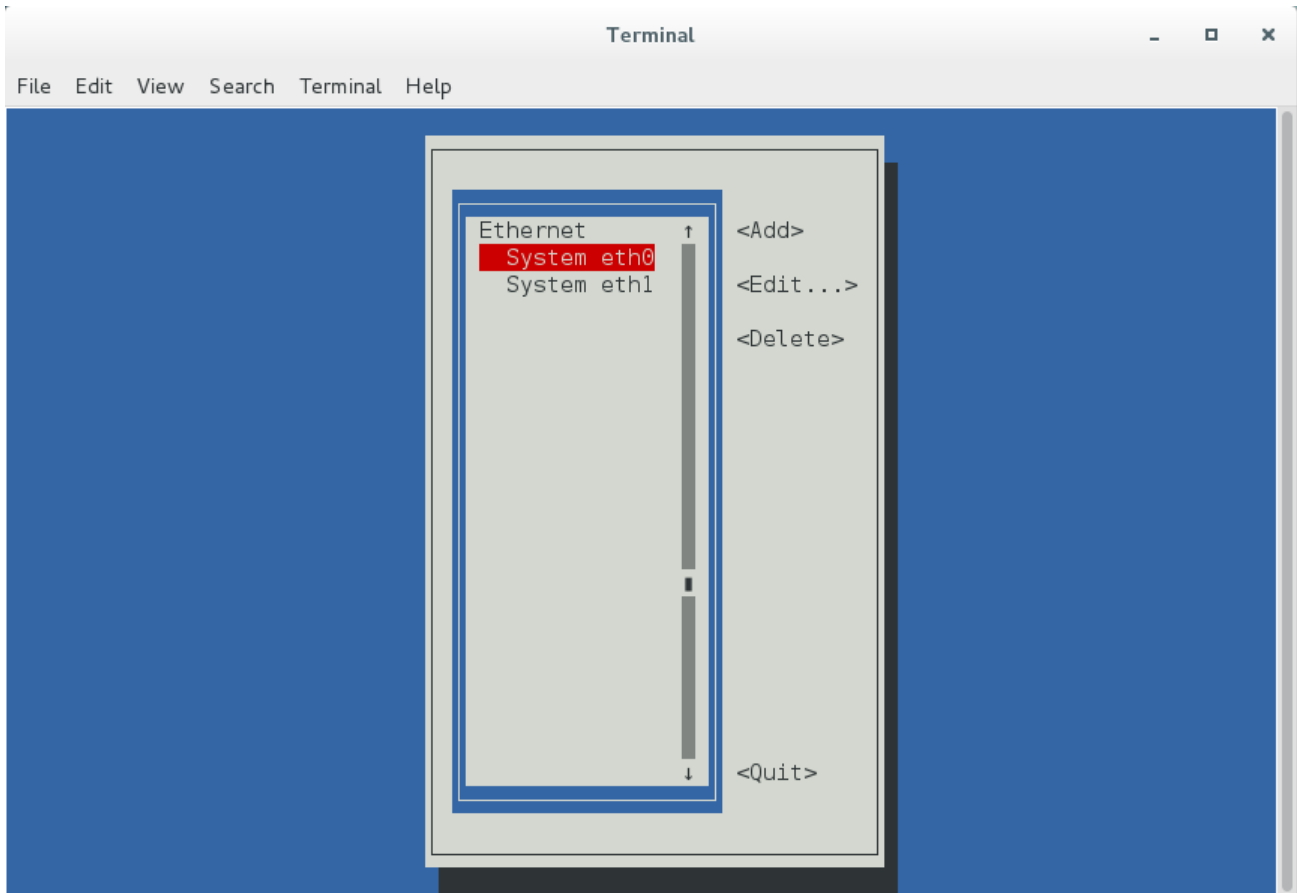 Terminal
File Edit View Search Terminal Help
Ethernet ↑ <Add>
System eth0
System eth1 <Edit...>
<Delete>
↓ <Quit>